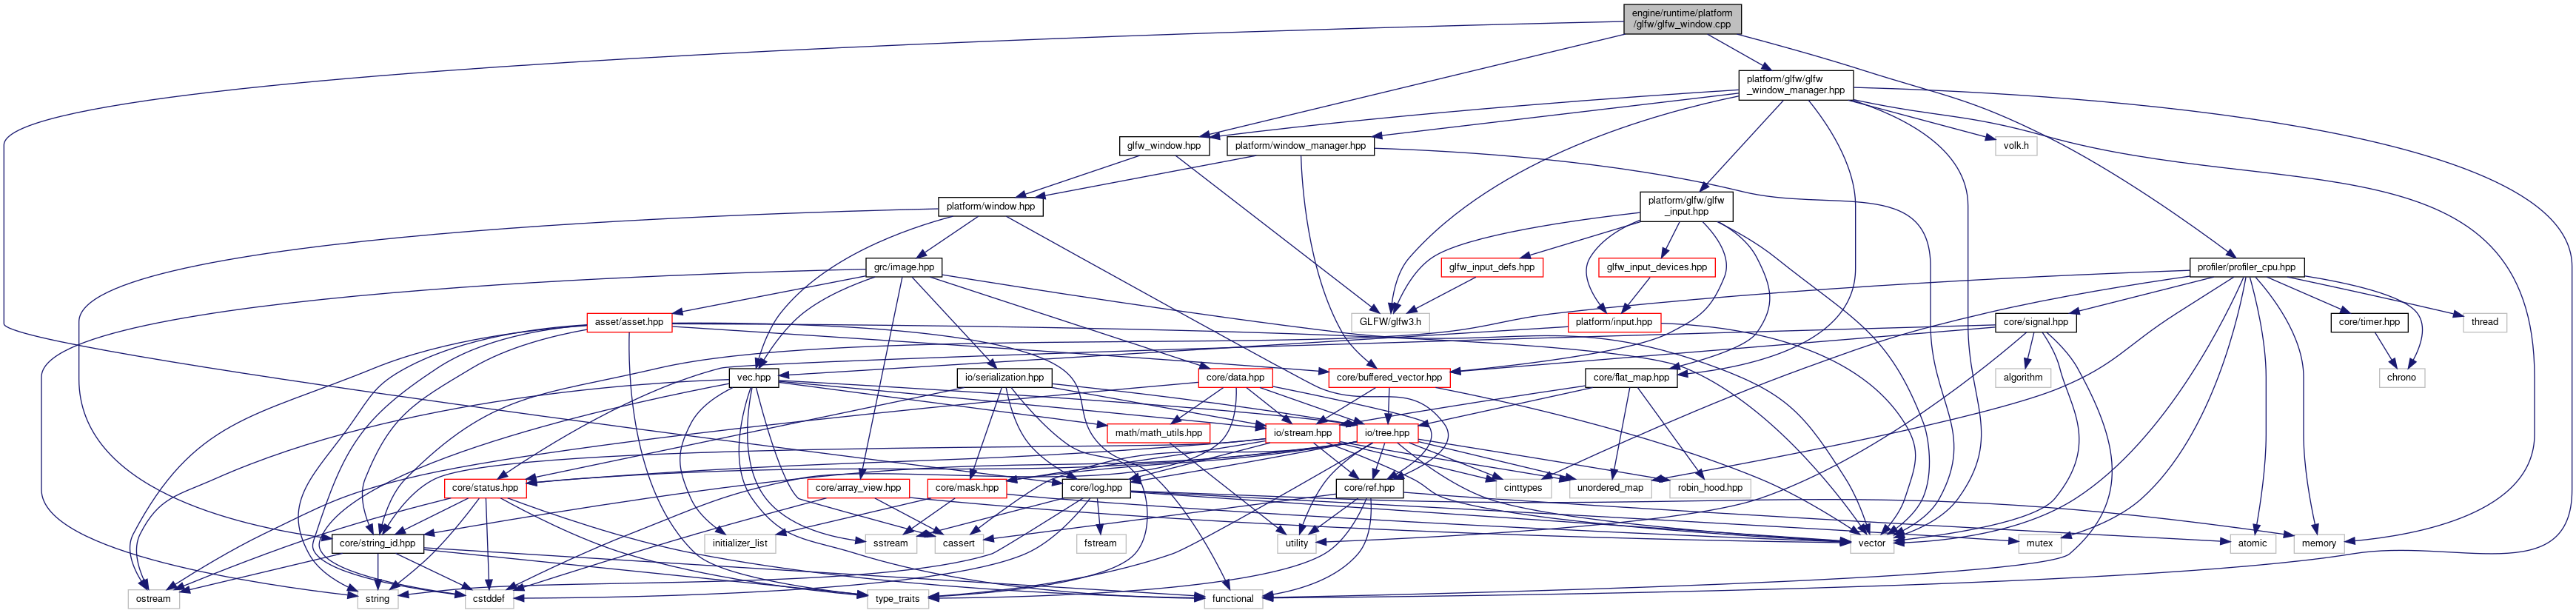 engine/runtime/platform
/glfw/glfw_window.cpp
platform/glfw/glfw
_window_manager.hpp
glfw_window.hpp
platform/window_manager.hpp
volk.h
platform/window.hpp
platform/glfw/glfw
_input.hpp
grc/image.hpp
glfw_input_defs.hpp
glfw_input_devices.hpp
profiler/profiler_cpu.hpp
asset/asset.hpp
GLFW/glfw3.h
platform/input.hpp
core/signal.hpp
core/timer.hpp
thread
vec.hpp
io/serialization.hpp
core/data.hpp
core/buffered_vector.hpp
core/flat_map.hpp
algorithm
chrono
math/math_utils.hpp
io/stream.hpp
io/tree.hpp
core/status.hpp
core/array_view.hpp
core/mask.hpp
core/log.hpp
core/ref.hpp
cinttypes
unordered_map
robin_hood.hpp
core/string_id.hpp
initializer_list
sstream
cassert
fstream
utility
vector
mutex
atomic
memory
ostream
string
cstddef
type_traits
functional